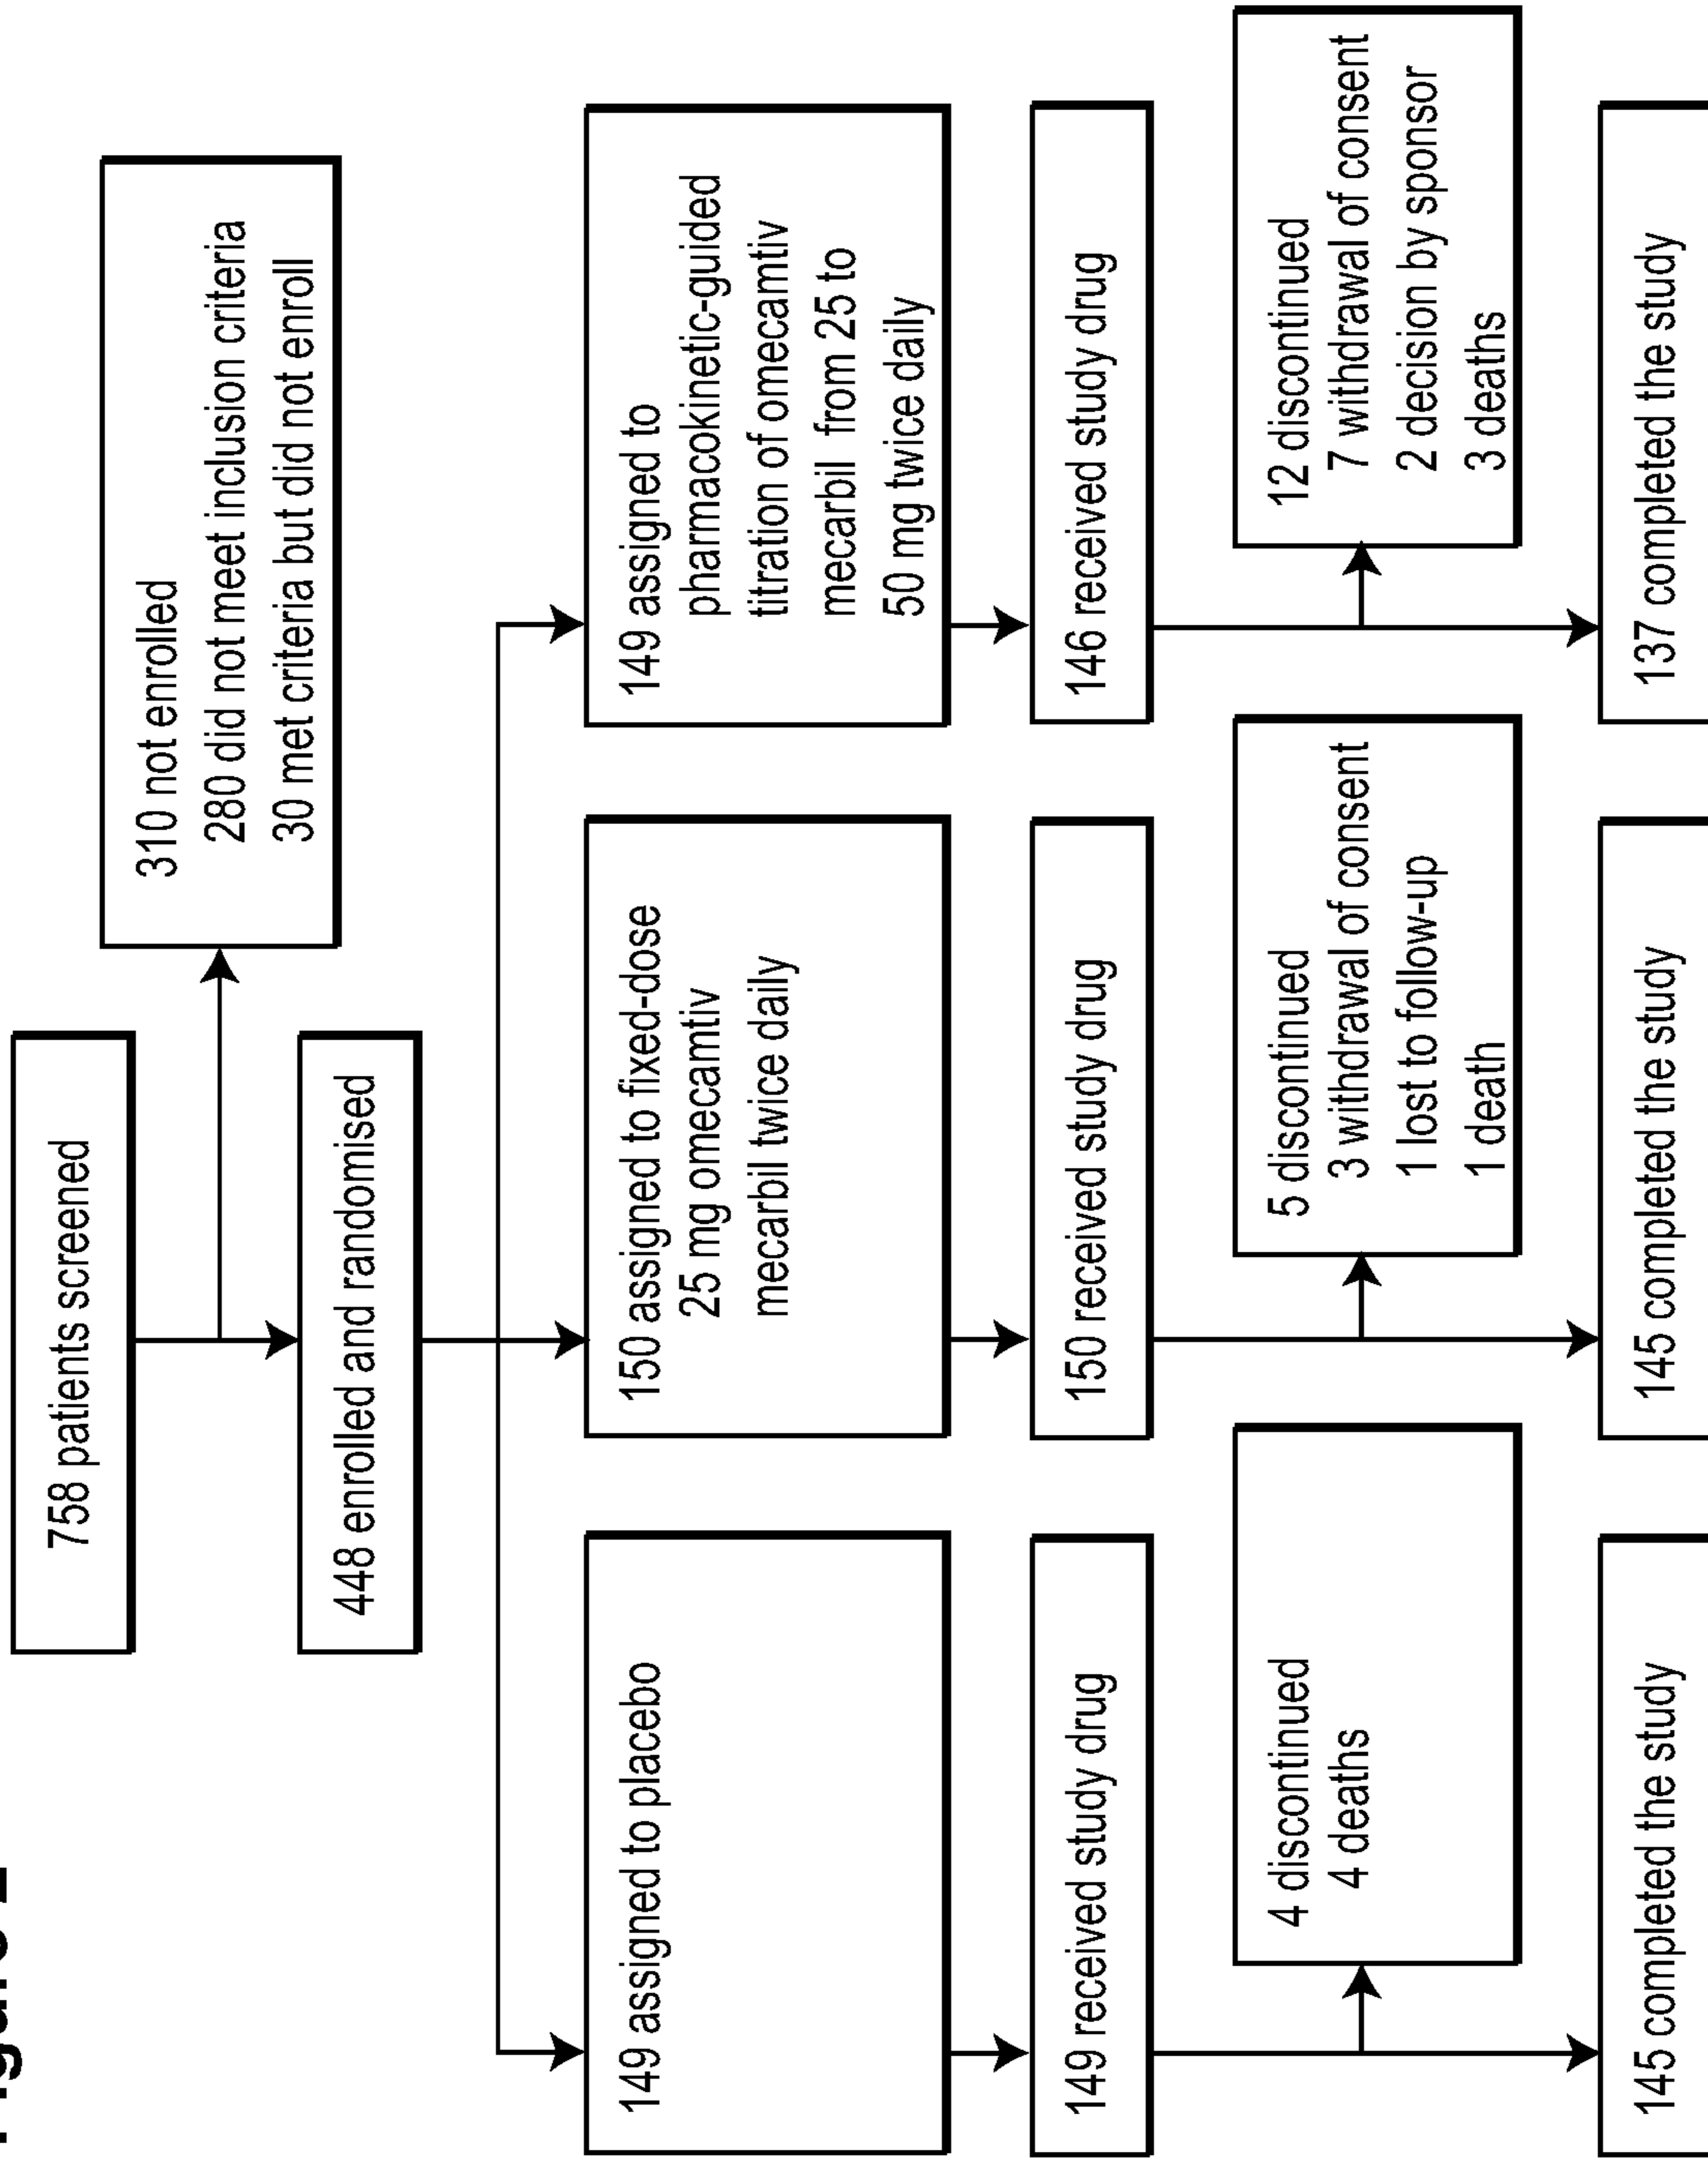 758 patients screened
310 not enrolled
280 did not meet inclusion criteria
30 met criteria but did not enroll
448 enrolled and randomised
149 assigned to placebo
150 assigned to fixed-dose
25 mg omecamtiv
mecarbil twice daily
149 assigned to
pharmacokinetic-guided
titration of omecamtiv
mecarbil from 25 to
50 mg twice daily
149 received study drug
150 received study drug
146 received study drug
4 discontinued
4 deaths
5 discontinued
3 withdrawal of consent
1 lost to follow-up
1 death
12 discontinued
7 withdrawal of consent
2 decision by sponsor
3 deaths
145 completed the study
145 completed the study
137 completed the study